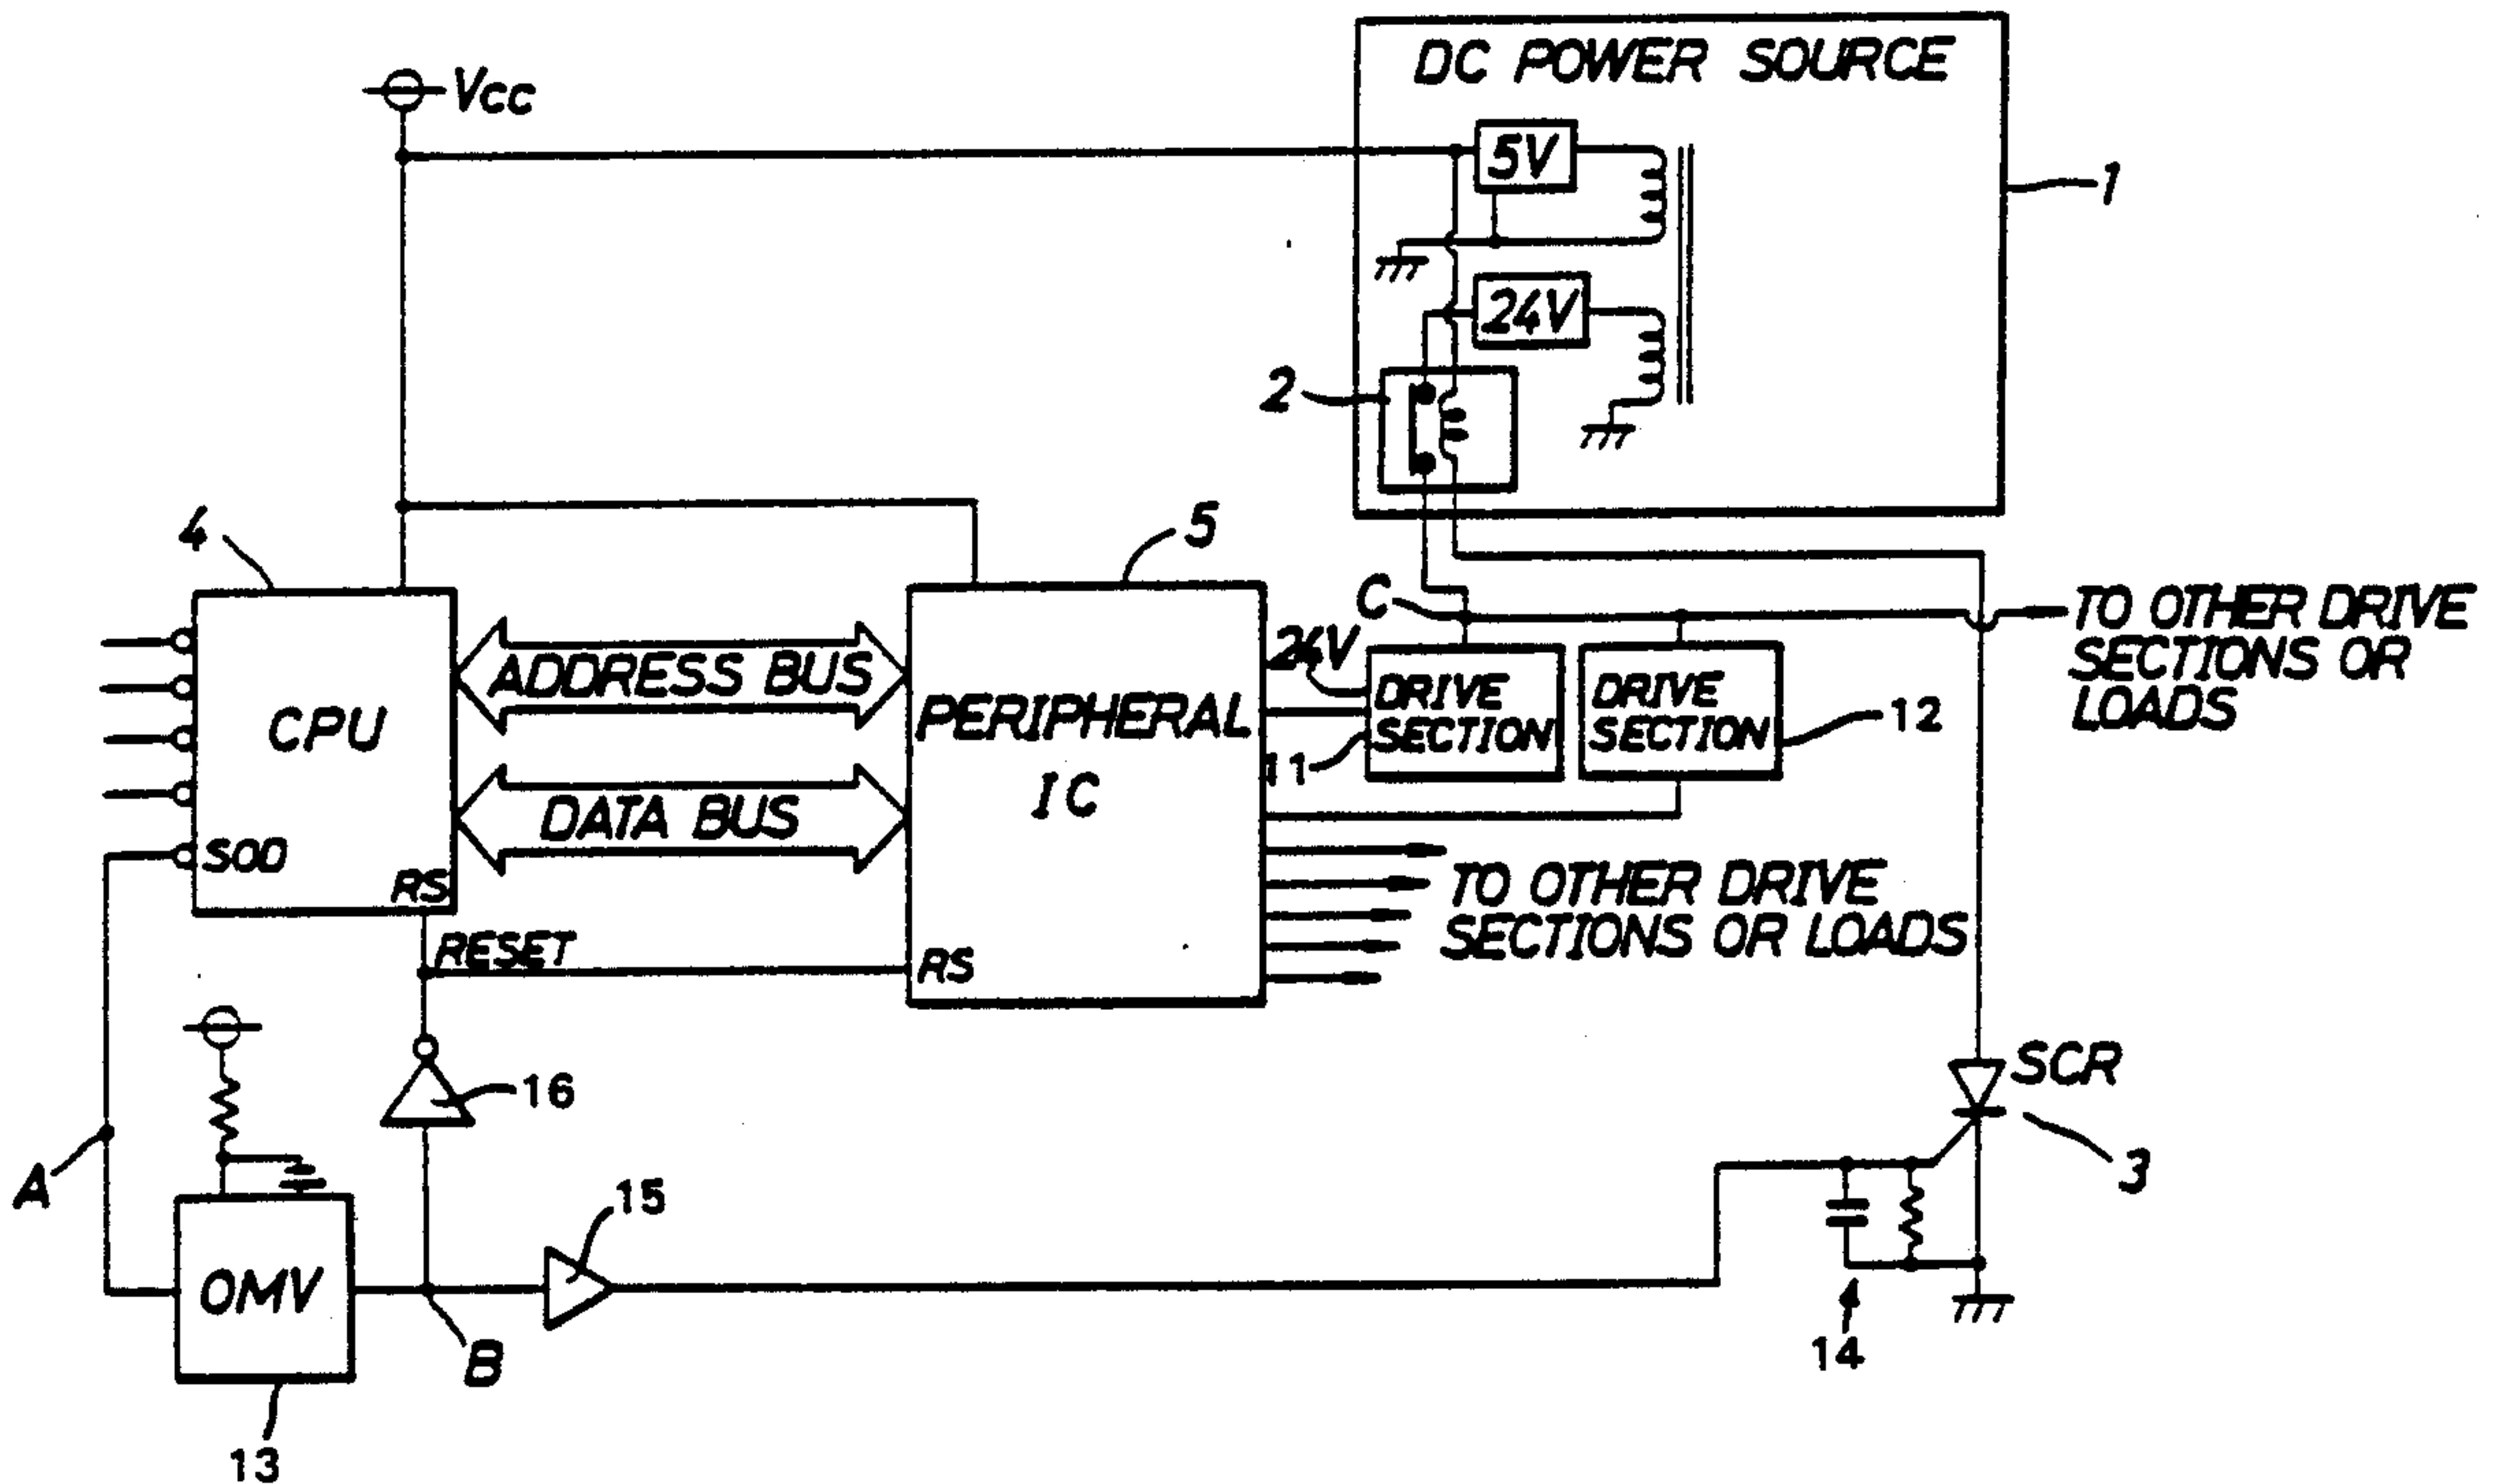 DC POWER SOURCE
Vcc
5V
1
24V
2
4
5
C
TO OTHER DRIVE
SECTIONS OR
LOADS
24V
ADDRESS BUS
CPU
PERIPHERAL
IC
DRIVE
SECTION
DRIVE
SECTION
12
11
DATA BUS
SOD
RS
TO OTHER DRIVE
SECTIONS OR LOADS
RESET
RS
SCR
16
3
A
15
OMV
B
14
13